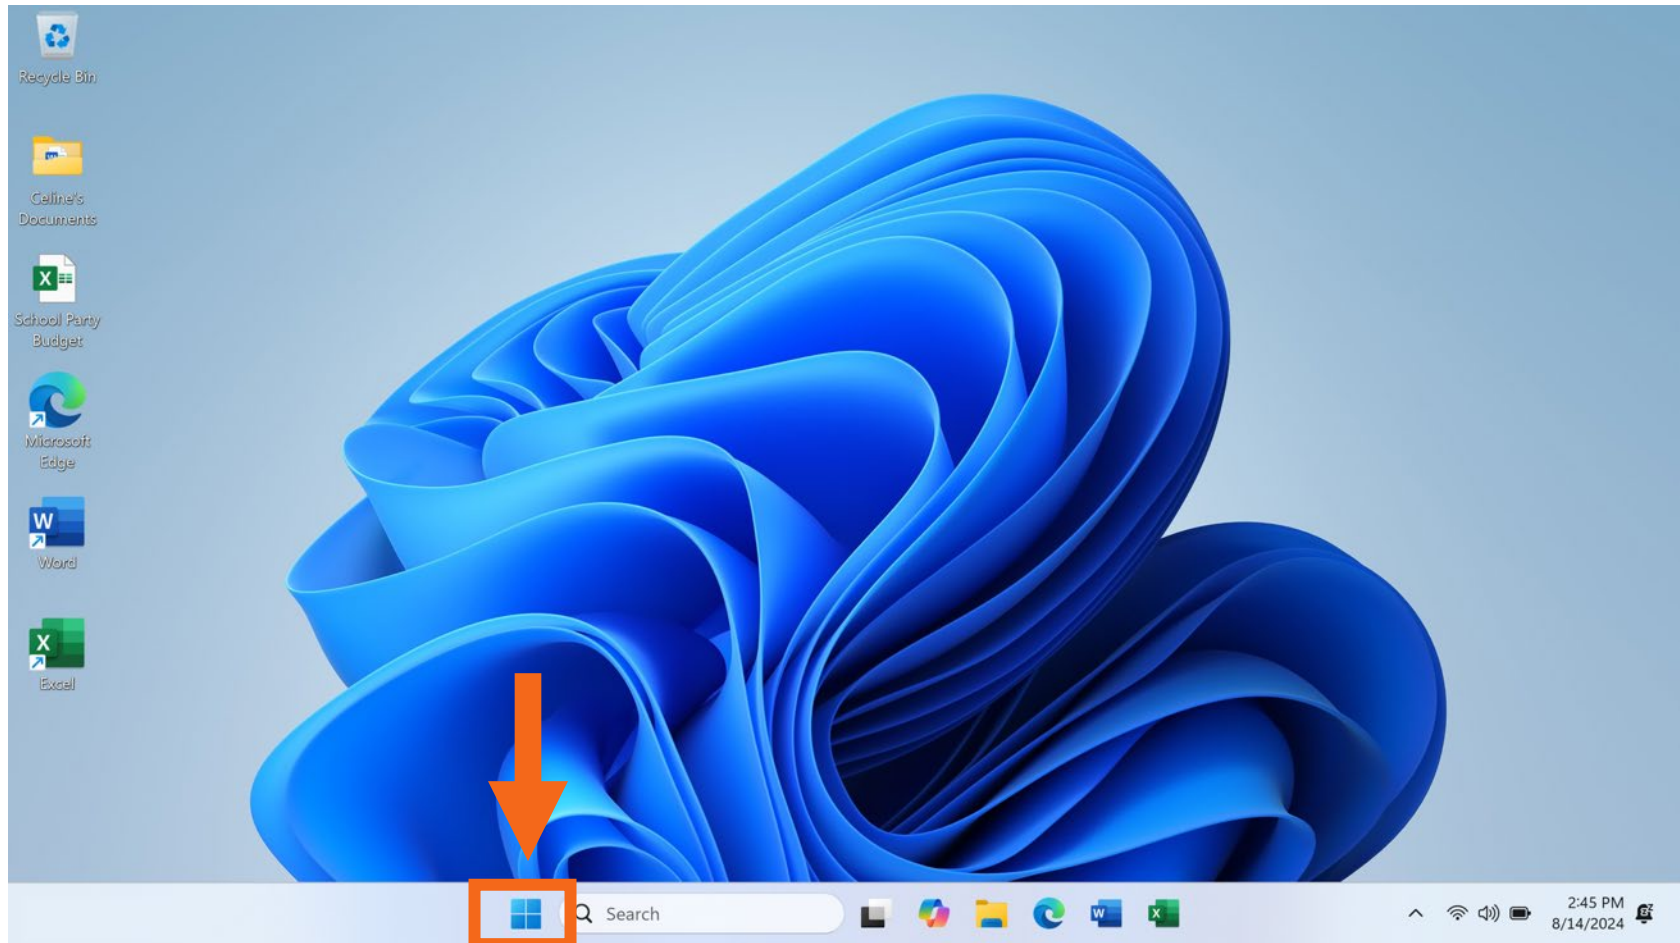 Recycle Bin
Celine's
Documents
School Party
Budget
Microsoft
Edge
Word
Excel
Search
2:45 PM
8/14/2024